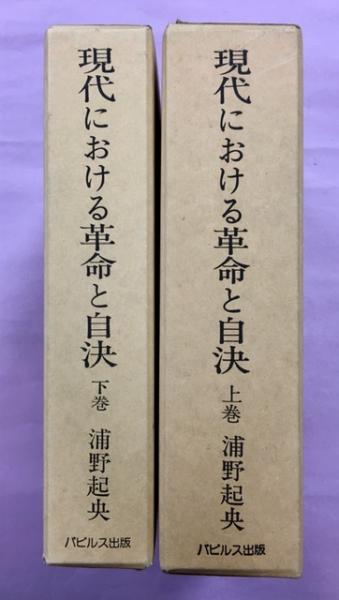 現代における革命と自決 上巻 浦野起央
パピルス出版
現代における革命と自決 下巻 浦野起央
パピルス出版